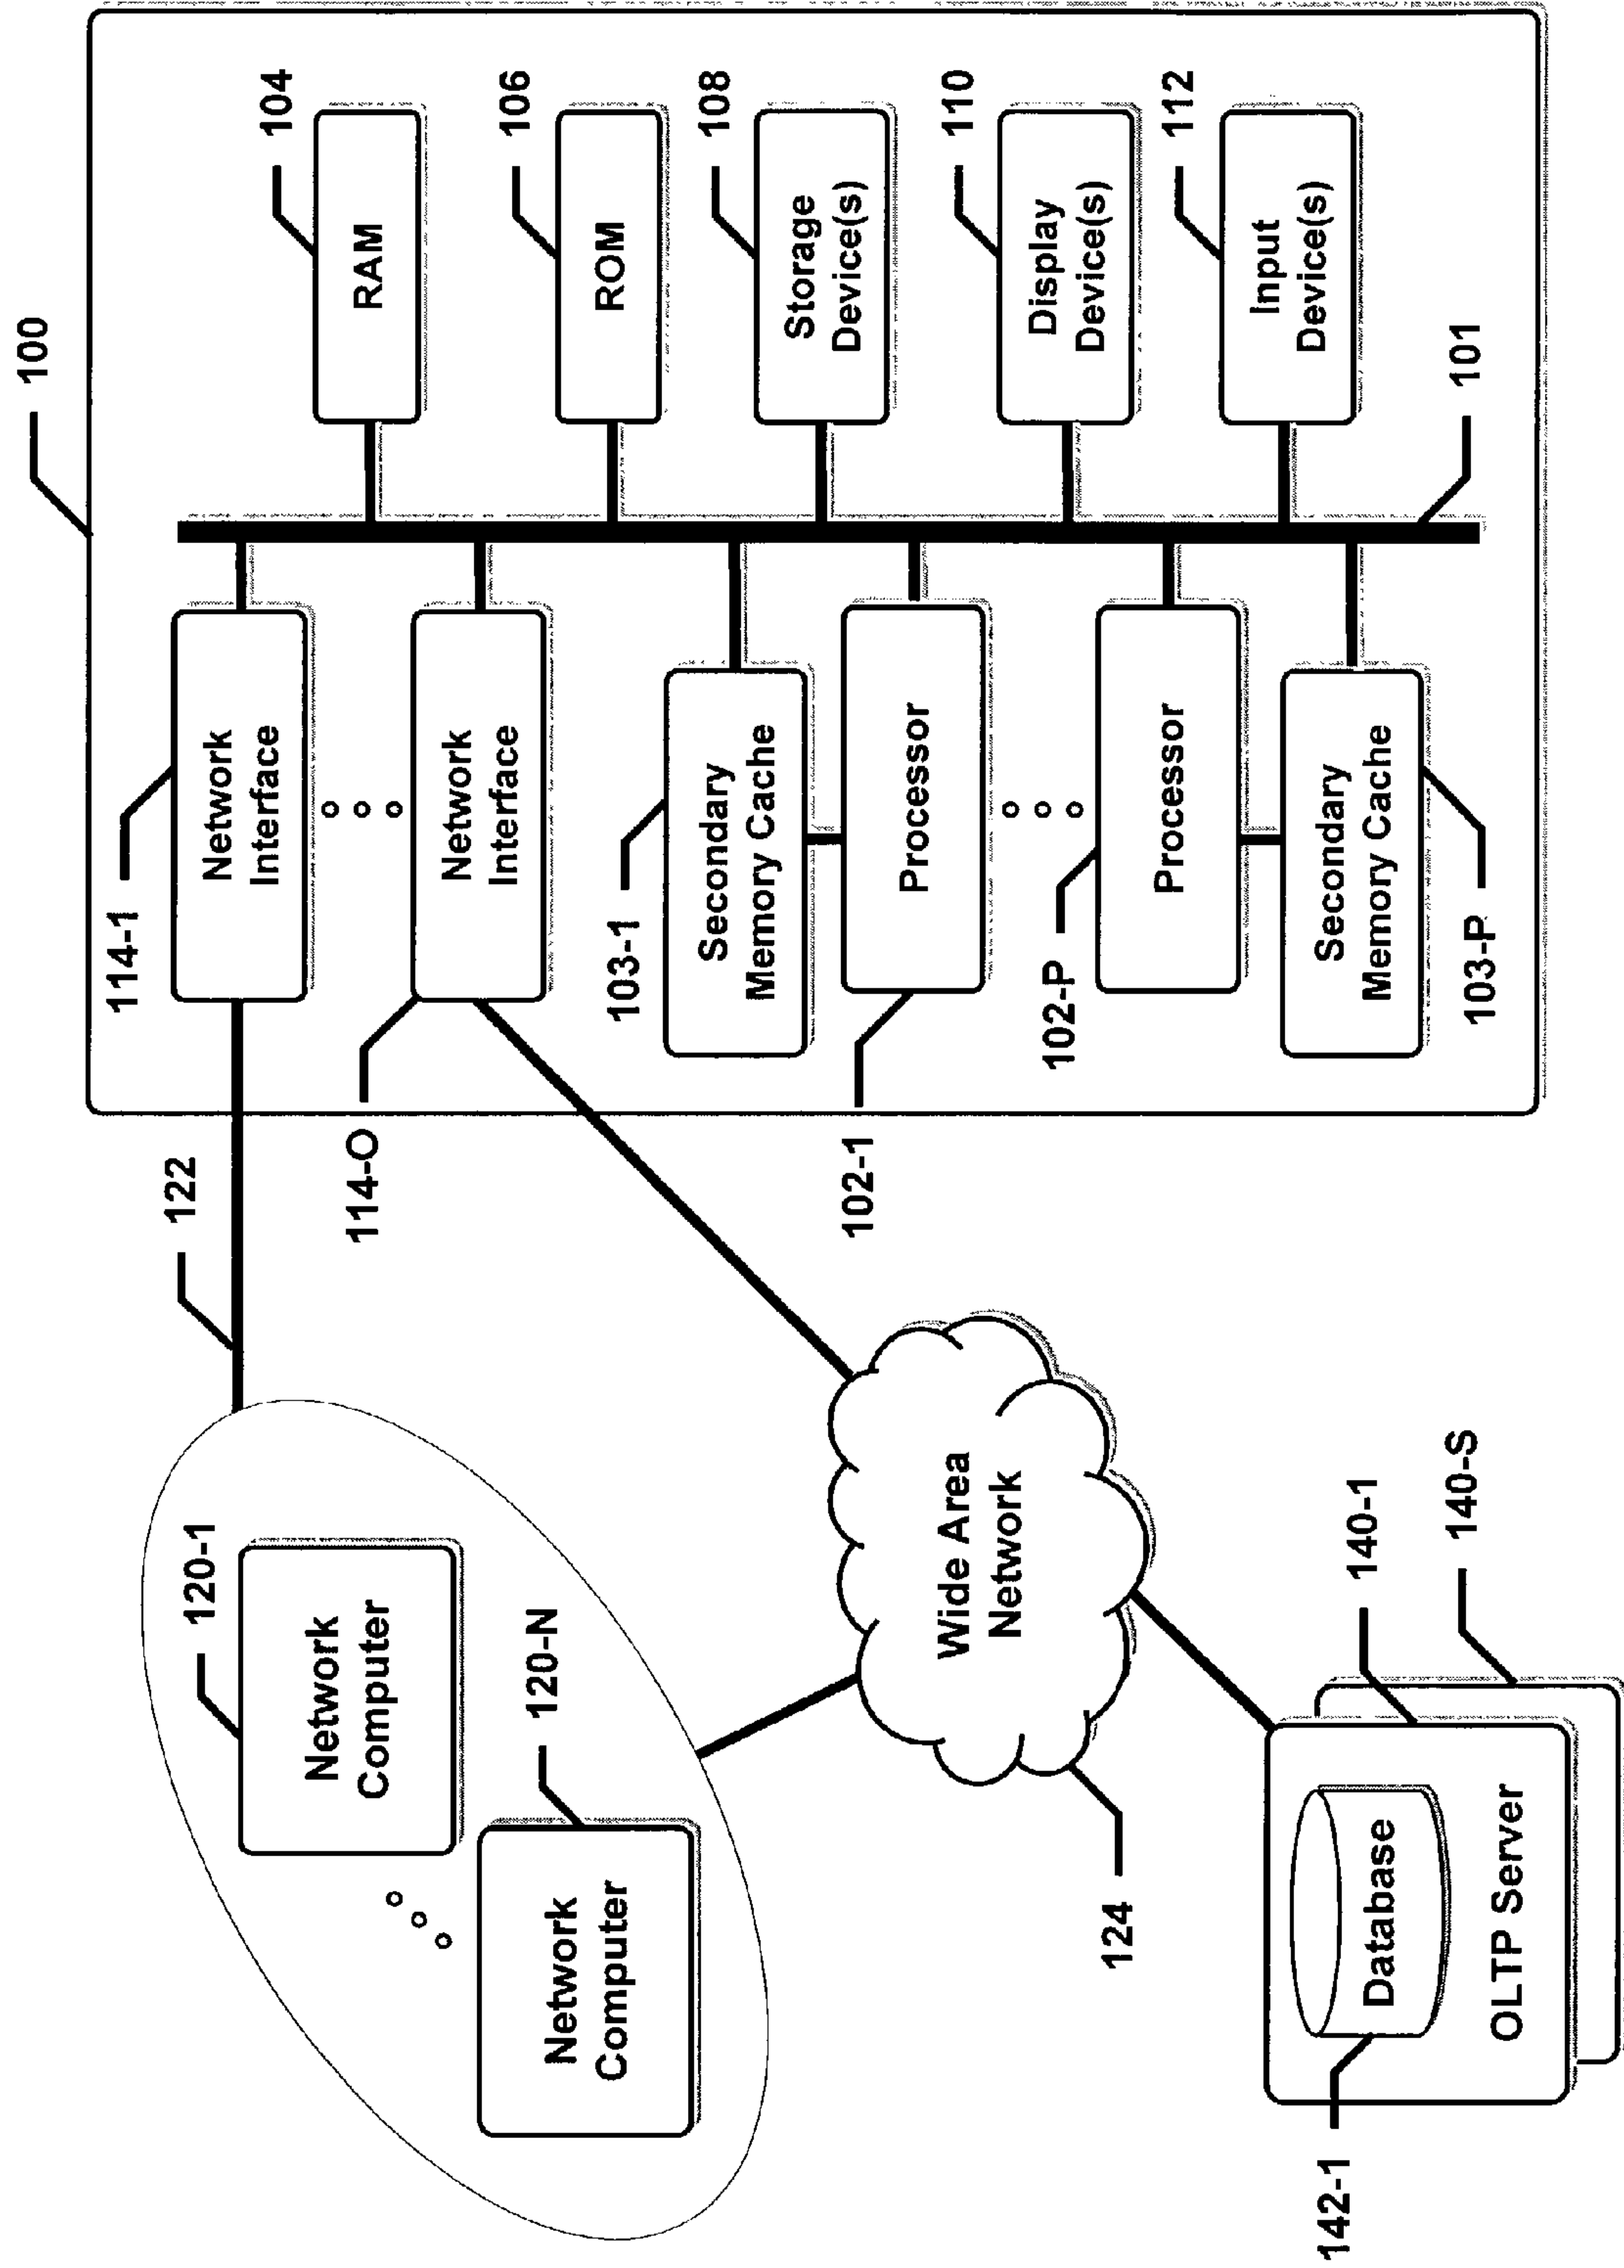 100
104
RAM
106
ROM
108
Storage
Device(s)
110
Display
Device(s)
112
Input
Device(s)
101
114-1
Network
Interface
114-O
Network
Interface
103-1
Secondary
Memory Cache
Processor
102-1
102-P
Processor
Secondary
Memory Cache
103-P
122
120-1
Network
Computer
120-N
Network
Computer
Wide Area
Network
124
140-1
140-S
Database
OLTP Server
142-1